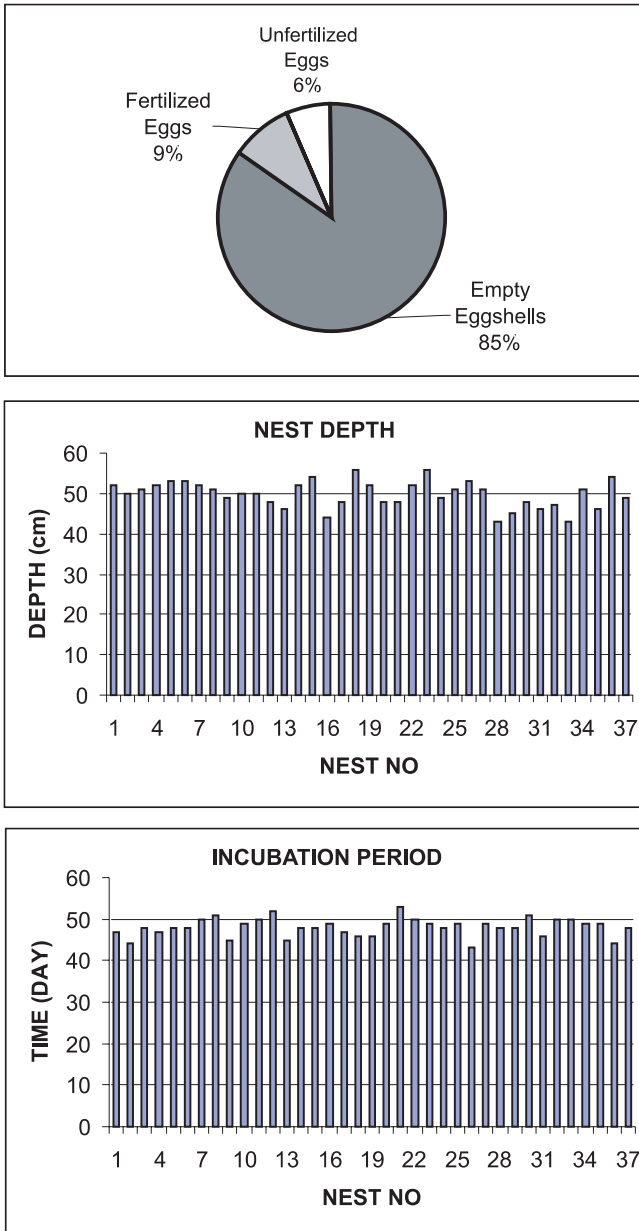 Unfertilized
Eggs
6%
Fertilized
Eggs
9%
Empty
Eggshells
85%
NEST DEPTH
60
50
40
30
20
10
0
DEPTH (cm)
1 4 7 10 13 16 19 22 25 28 31 34 37
NEST NO
INCUBATION PERIOD
60
50
40
30
20
10
0
TIME (DAY)
1 4 7 10 13 16 19 22 25 28 31 34 37
NEST NO